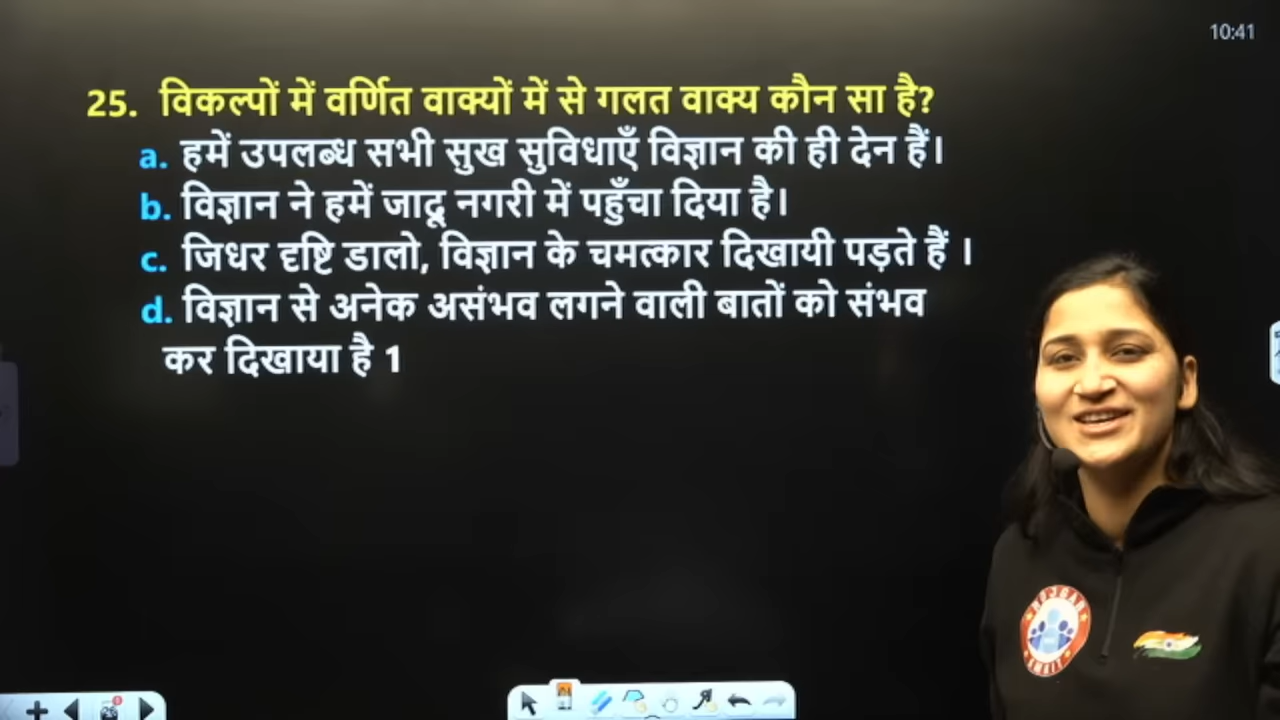 10:41
25. विकल्पों में वर्णित वाक्यों में से गलत वाक्य कौन सा है?
a. हमें उपलब्ध सभी सुख सुविधाएँ विज्ञान की ही देन हैं।
b. विज्ञान ने हमें जादू नगरी में पहुँचा दिया है।
c. जिधर दृष्टि डालो, विज्ञान के चमत्कार दिखायी पड़ते हैं ।
d. विज्ञान से अनेक असंभव लगने वाली बातों को संभव
कर दिखाया है 1